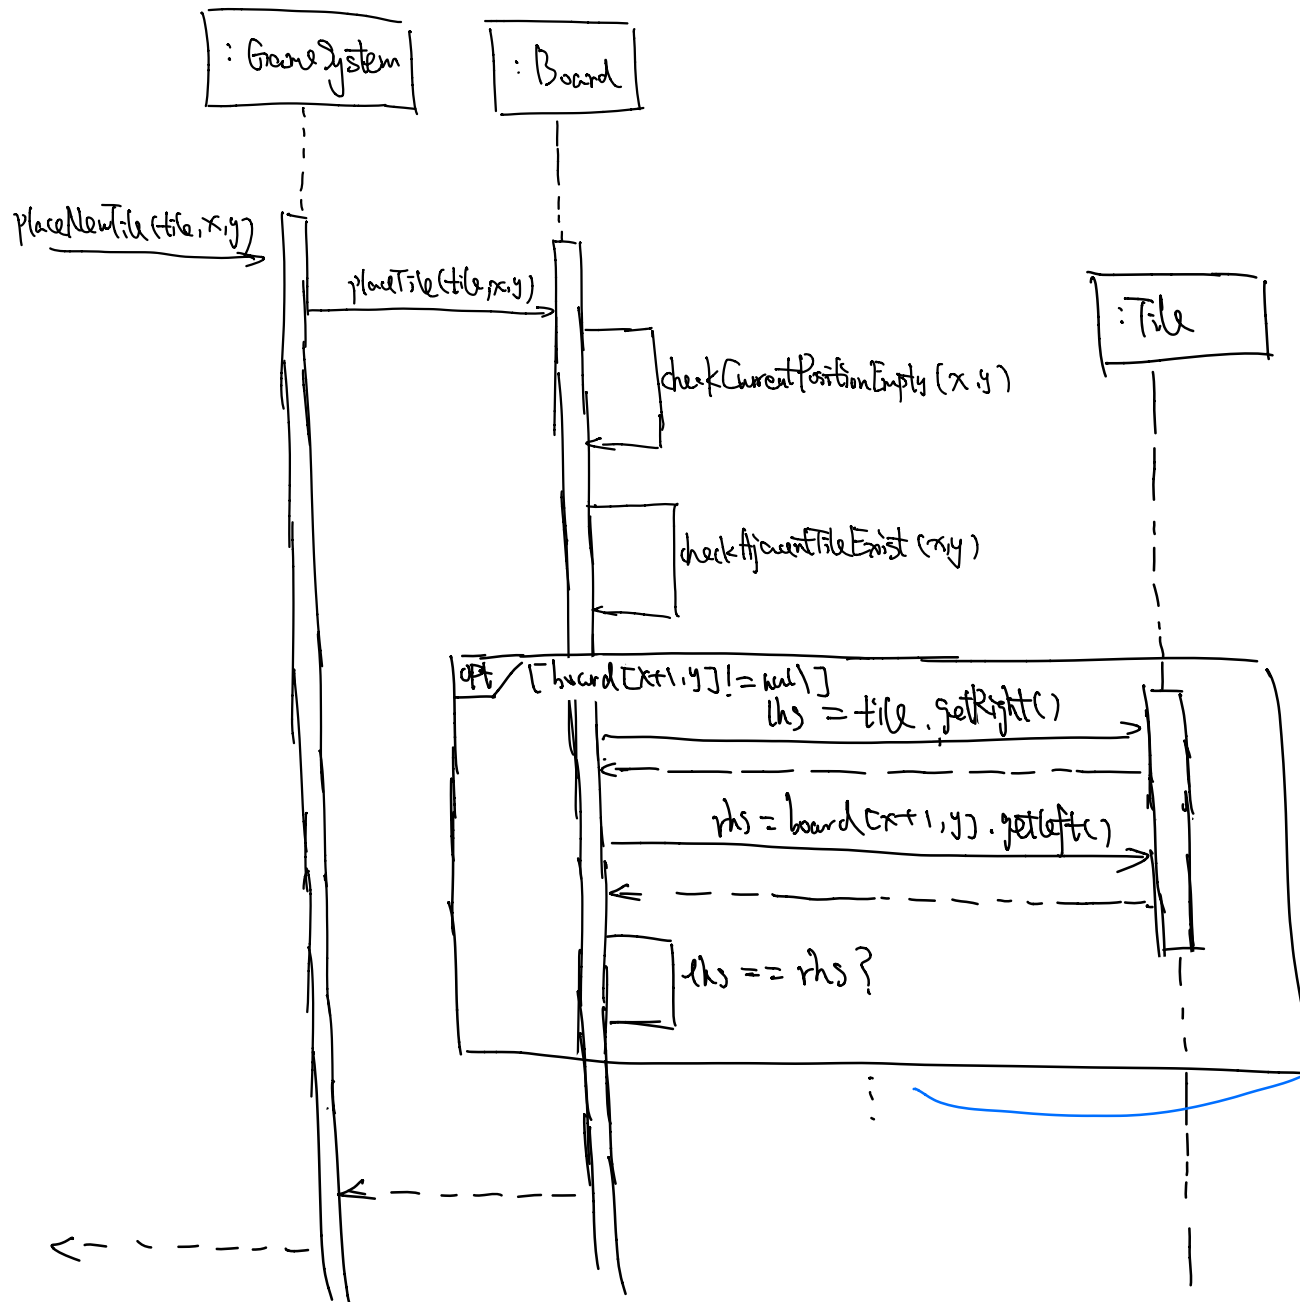 : GameSystem
: Board
placeNewTile(tile, x, y)
placeTile(tile, x, y)
: Tile
checkCurrentPositionEmpty(x, y)
checkAjacentTileExist(x, y)
opt [board[x+1, y] != null]
lhs = tile.getRight()
rhs = board[x+1, y].getLeft()
lhs == rhs?